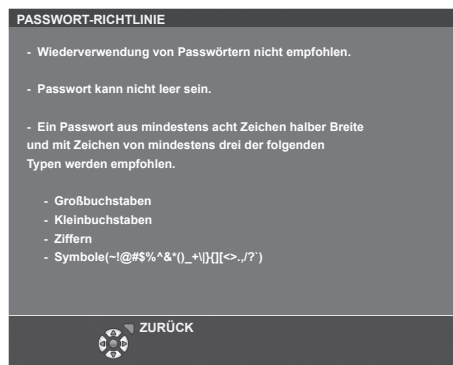 PASSWORT-RICHTLINIE
- Wiederverwendung von Passwörtern nicht empfohlen.
- Passwort kann nicht leer sein.
- Ein Passwort aus mindestens acht Zeichen halber Breite
und mit Zeichen von mindestens drei der folgenden
Typen werden empfohlen.
- Großbuchstaben
- Kleinbuchstaben
- Ziffern
- Symbole(~!@#$%^&*()_+\|}{][<>.,/?`)
ZURÜCK